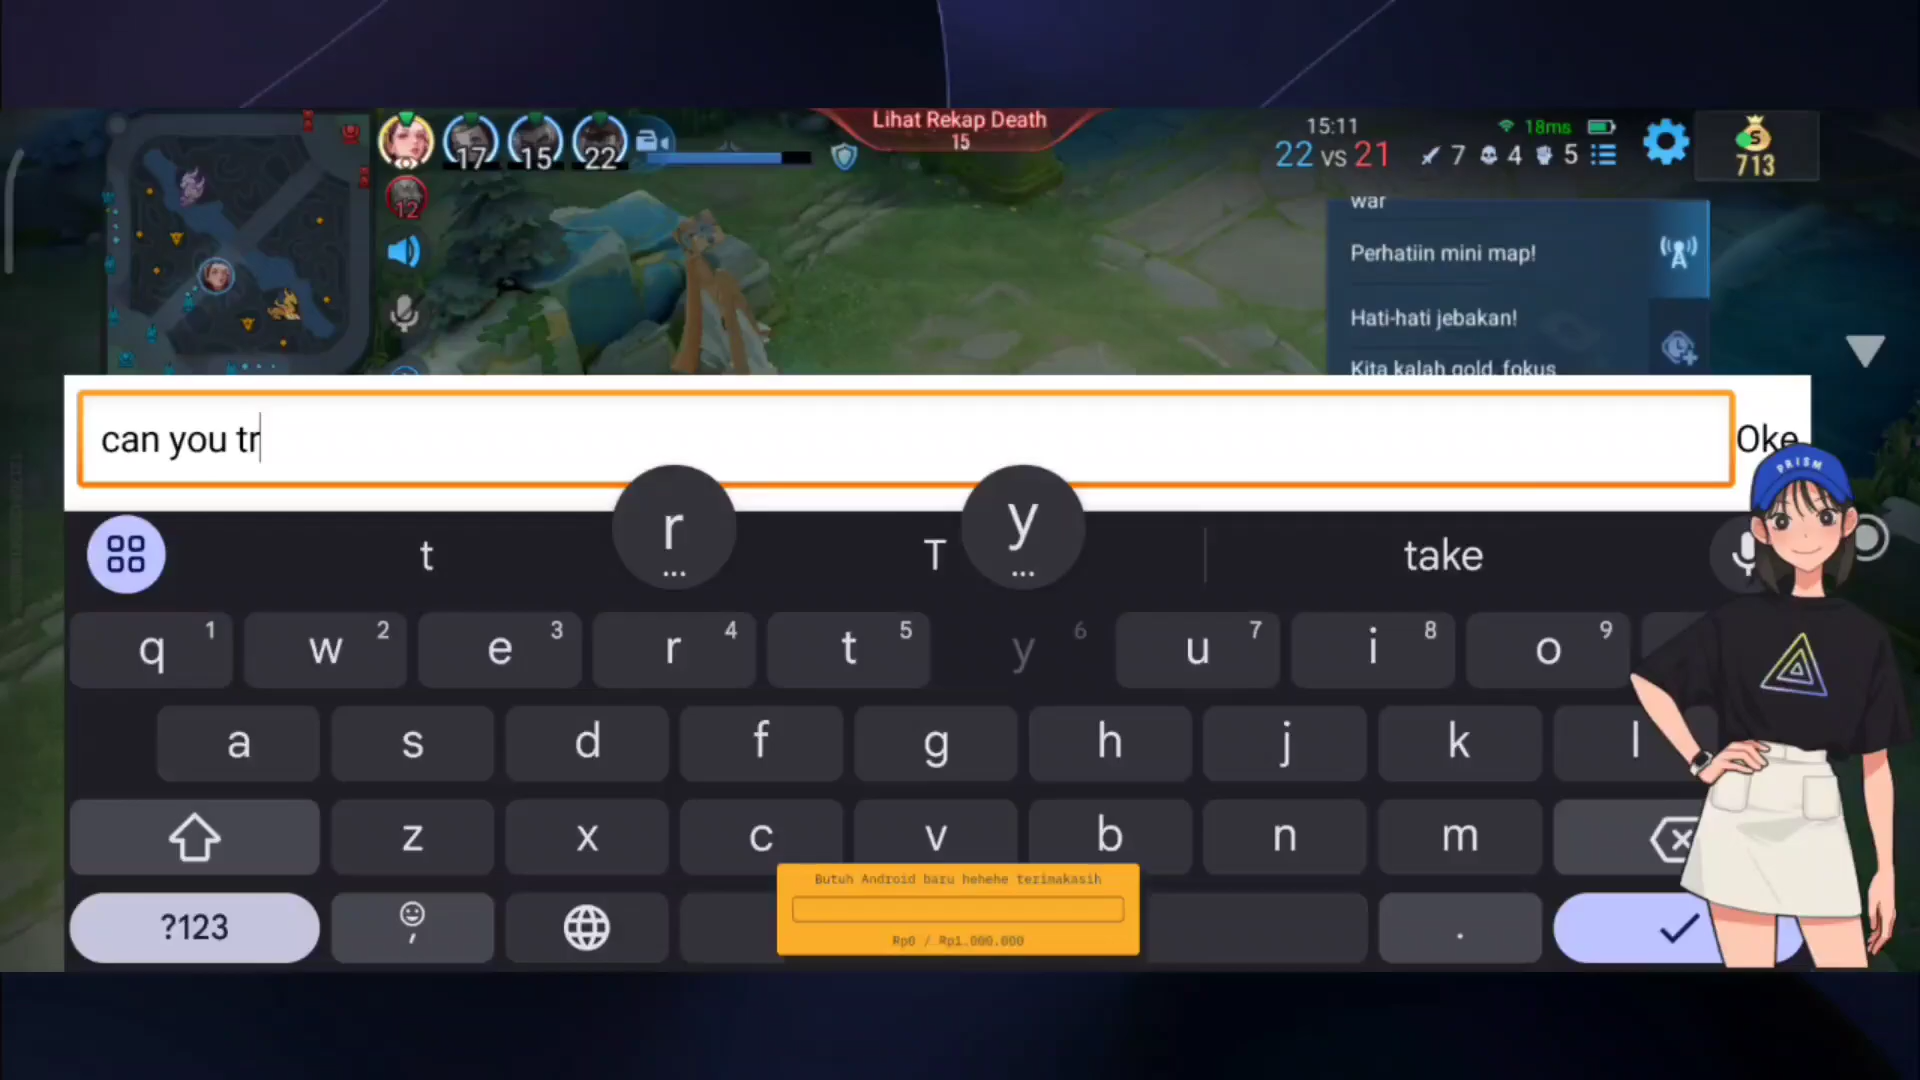 Lihat Rekap Death
15
17
15
22
12
15:11
18ms
22 vs 21
7
4
5
713
war
Perhatiin mini map!
Hati-hati jebakan!
Kita kalah gold, fokus
can you tr
Oke
PRISM
r
...
y
...
t
T
take
q 1
w 2
e 3
r 4
t 5
y 6
u 7
i 8
o 9
a
s
d
f
g
h
j
k
l
z
x
c
v
b
n
m
?123
,
.
Butuh Android baru hehehe terimakasih
Rp0 / Rp1.000.000